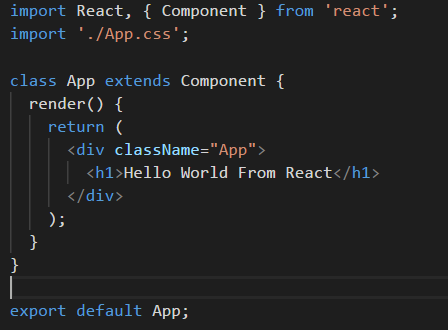 import React, { Component } from 'react';
import './App.css';

class App extends Component {
  render() {
    return (
      <div className="App">
        <h1>Hello World From React</h1>
      </div>
    );
  }
}

export default App;